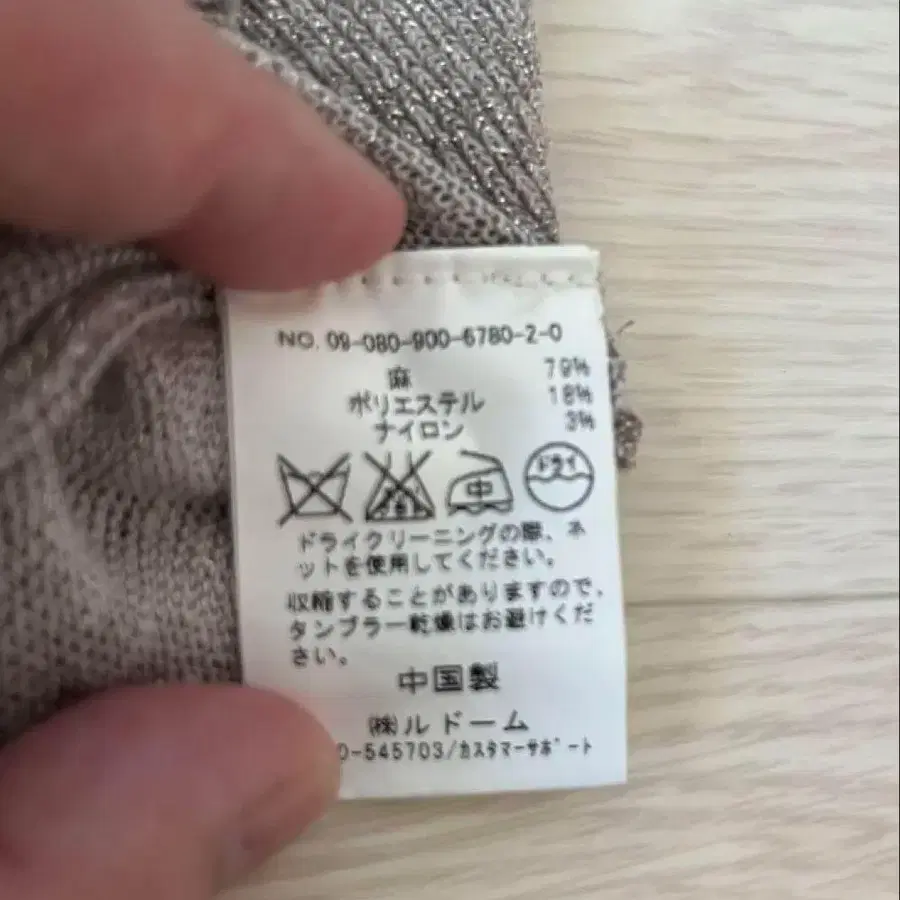 NO. 09-080-900-6780-2-0
麻 79%
ポリエステル 18%
ナイロン 3%
中 ドライ
ドライクリーニングの際、ネ
ットを使用してください。
収縮することがありますので、
タンブラー乾燥はお避けくだ
さい。
中国製
㈱ルドーム
0-545703/カスタマーサポート